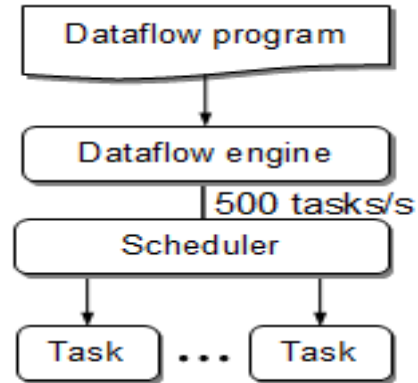 Dataflow program
Dataflow engine
500 tasks/s
Scheduler
Task ... Task